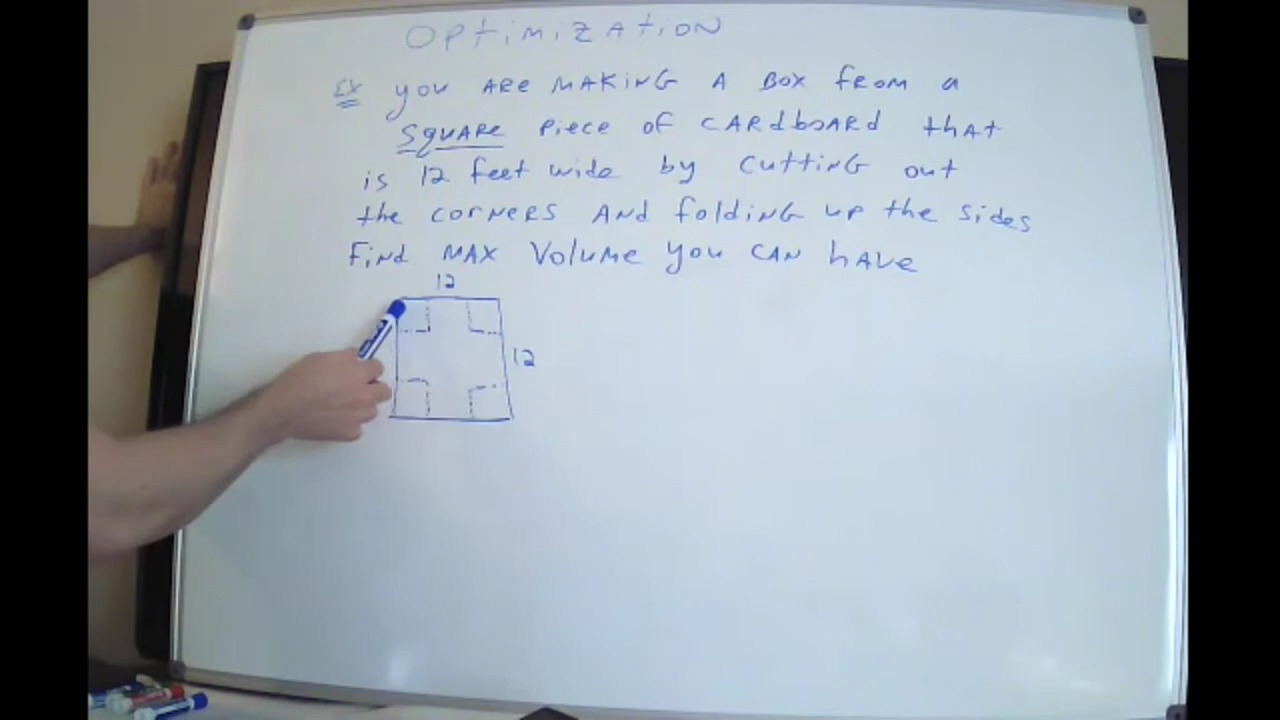 OPtimizAtion
Ex you ARe MAKiNG A Box from a
SquARe Piece of CARdboARd thAt
is 12 feet wide by Cutting out
the corNeRS ANd folding up the sides
Find MAX Volume you CAN hAve
12
12